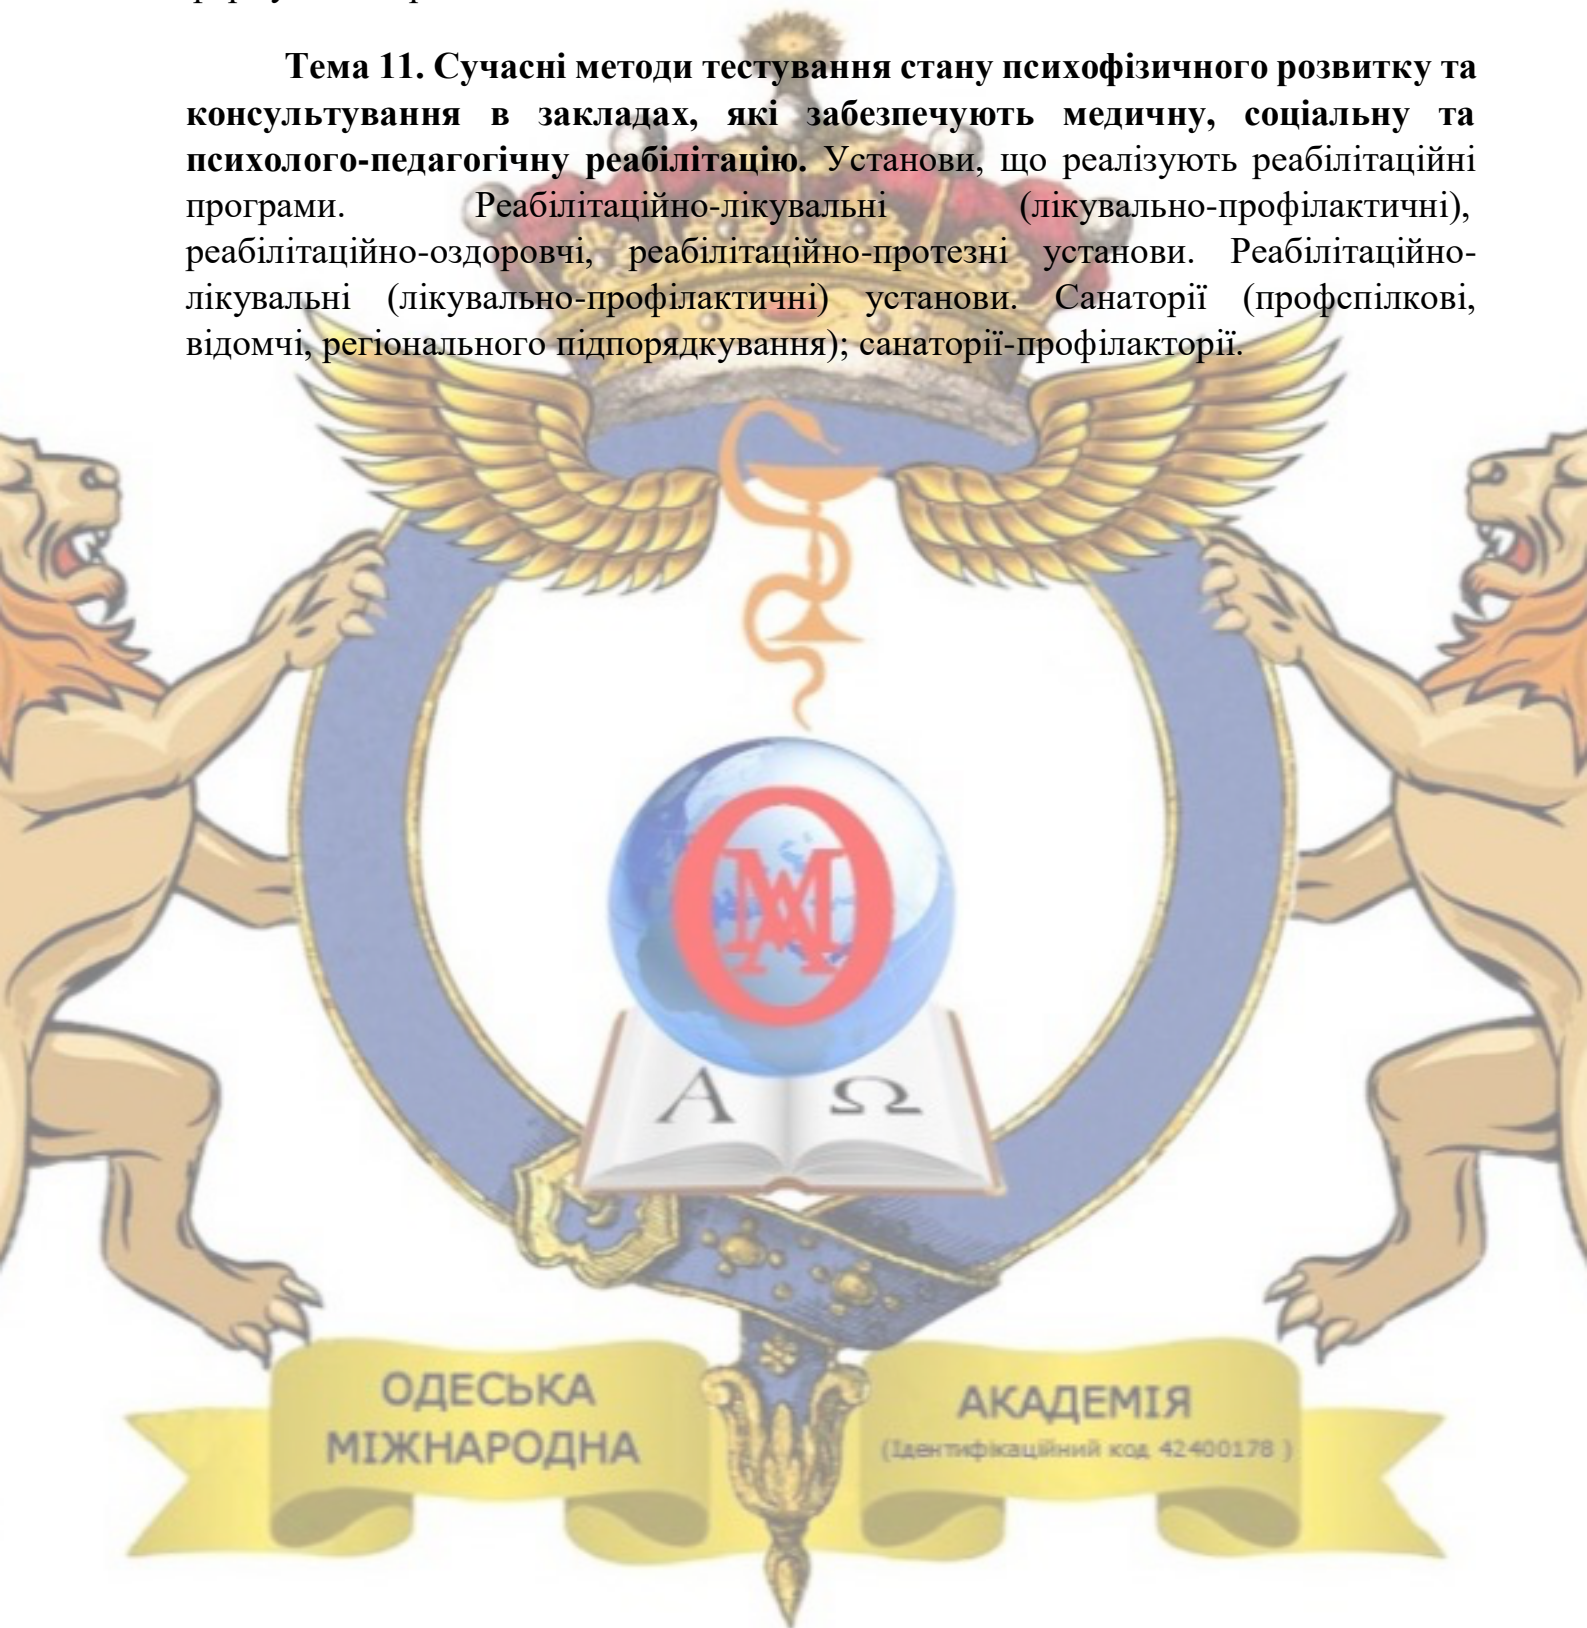 Тема 11. Сучасні методи тестування стану психофізичного розвитку та
консультування в закладах, які забезпечують медичну, соціальну та
психолого-педагогічну реабілітацію. Установи, що реалізують реабілітаційні
програми. Реабілітаційно-лікувальні (лікувально-профілактичні),
реабілітаційно-оздоровчі, реабілітаційно-протезні установи. Реабілітаційно-
лікувальні (лікувально-профілактичні) установи. Санаторії (профспілкові,
відомчі, регіонального підпорядкування); санаторії-профілакторії.
ОМА
Α Ω
ОДЕСЬКА
МІЖНАРОДНА
АКАДЕМІЯ
(Ідентифікаційний код 42400178 )